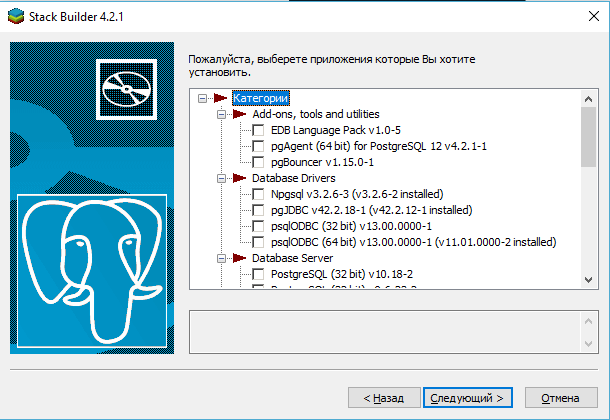 Stack Builder 4.2.1
Пожалуйста, выберете приложения которые Вы хотите
установить.
Категории
Add-ons, tools and utilities
EDB Language Pack v1.0-5
pgAgent (64 bit) for PostgreSQL 12 v4.2.1-1
pgBouncer v1.15.0-1
Database Drivers
Npgsql v3.2.6-3 (v3.2.6-2 installed)
pgJDBC v42.2.18-1 (v42.2.12-1 installed)
psqlODBC (32 bit) v13.00.0000-1
psqlODBC (64 bit) v13.00.0000-1 (v11.01.0000-2 installed)
Database Server
PostgreSQL (32 bit) v10.18-2
< Назад Следующий > Отмена